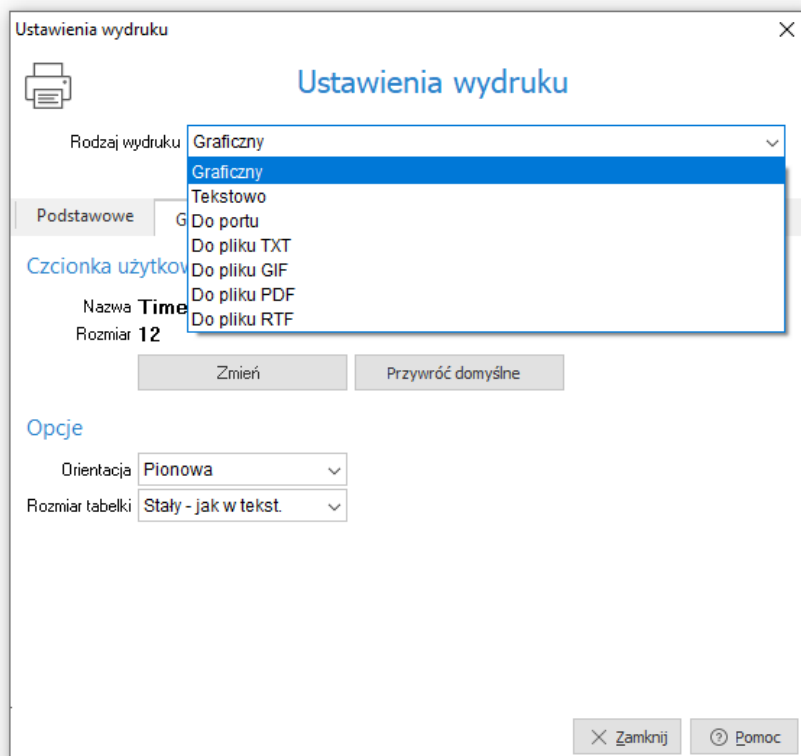 Ustawienia wydruku
Ustawienia wydruku
Rodzaj wydruku Graficzny
Graficzny
Tekstowo
Podstawowe G Do portu
Do pliku TXT
Czcionka Do pliku GIF
Nazwa Do pliku PDF
Rozmiar 12 Do pliku RTF
Zmień Przywróć domyślne
Opcje
Orientacja Pionowa
Rozmiar tabelki Stały - jak w tekst.
Zamknij Pomoc